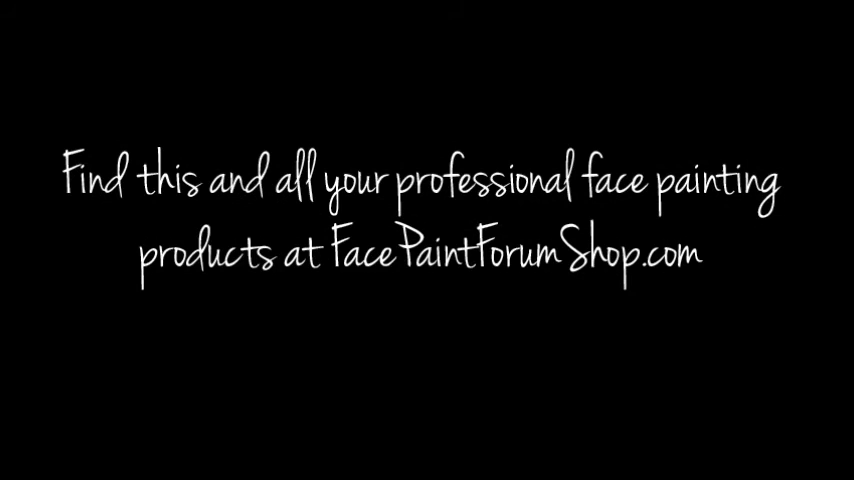 Find this and all your professional face painting
products at FacePaintForumShop.com